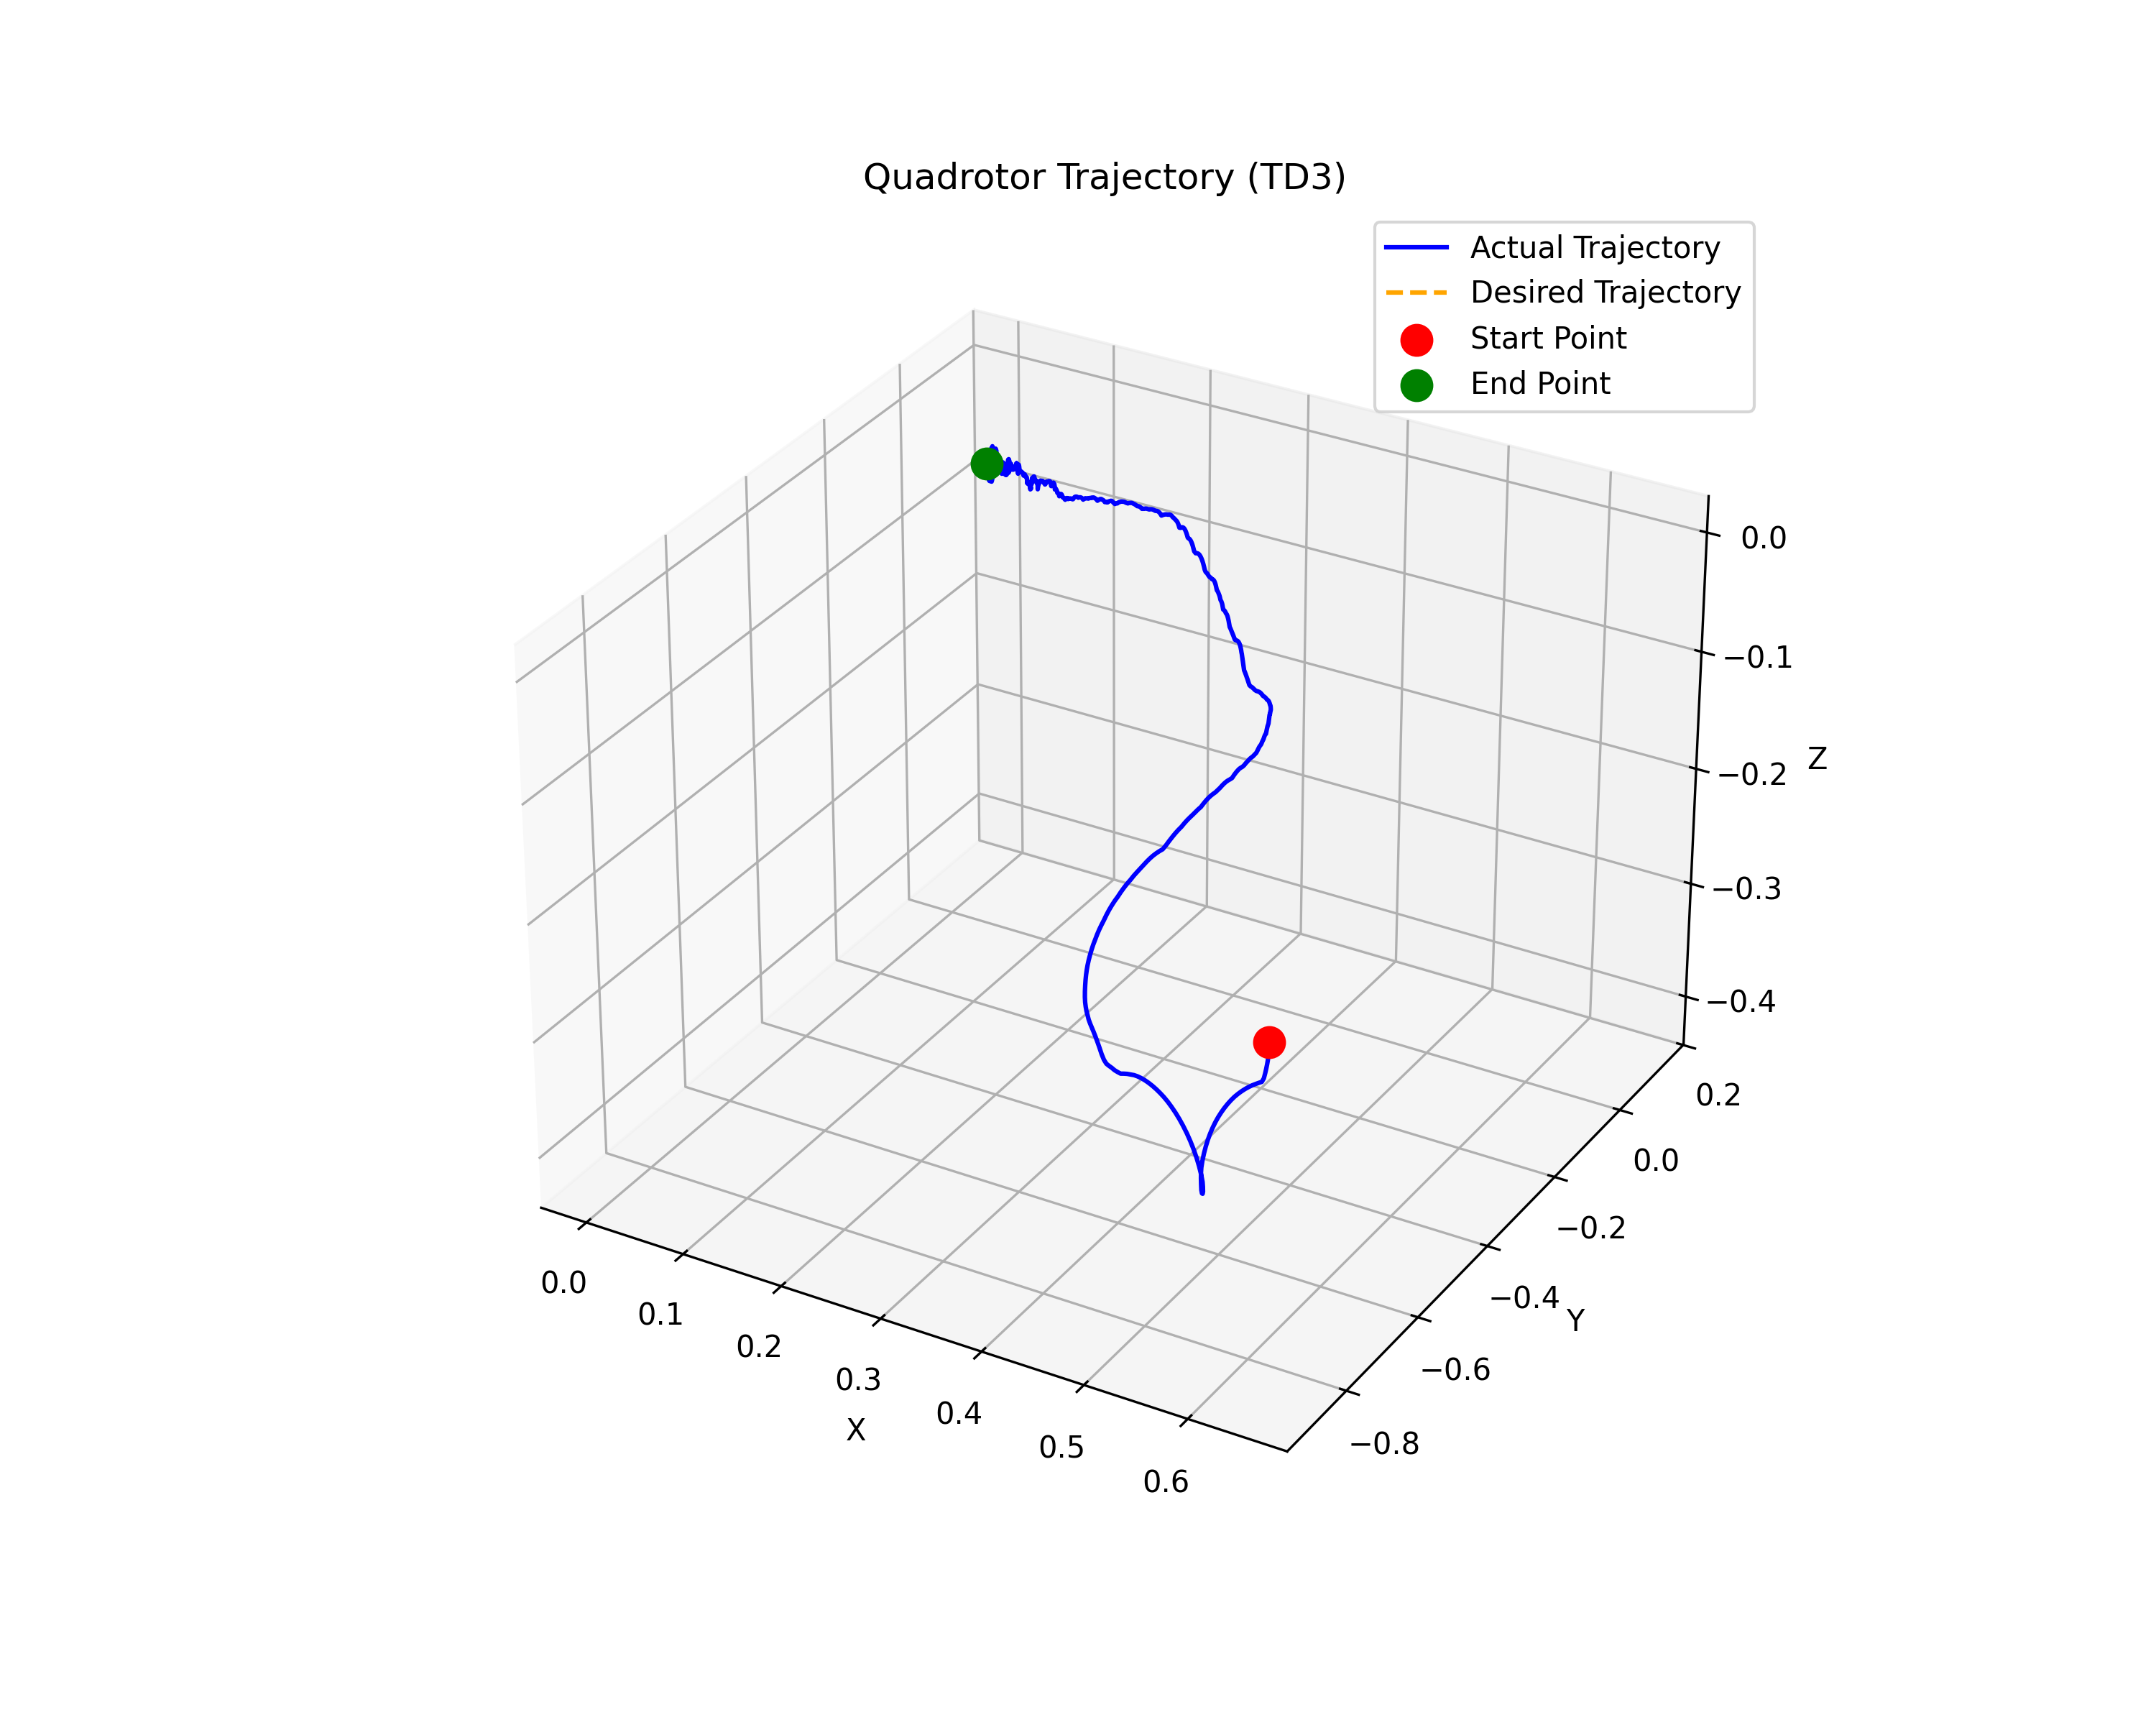 Quadrotor Trajectory (TD3)
Actual Trajectory
Desired Trajectory
Start Point
End Point
0.0
−0.1
−0.2
Z
−0.3
−0.4
0.2
0.0
−0.2
−0.4
Y
−0.6
−0.8
0.0
0.1
0.2
0.3
X
0.4
0.5
0.6